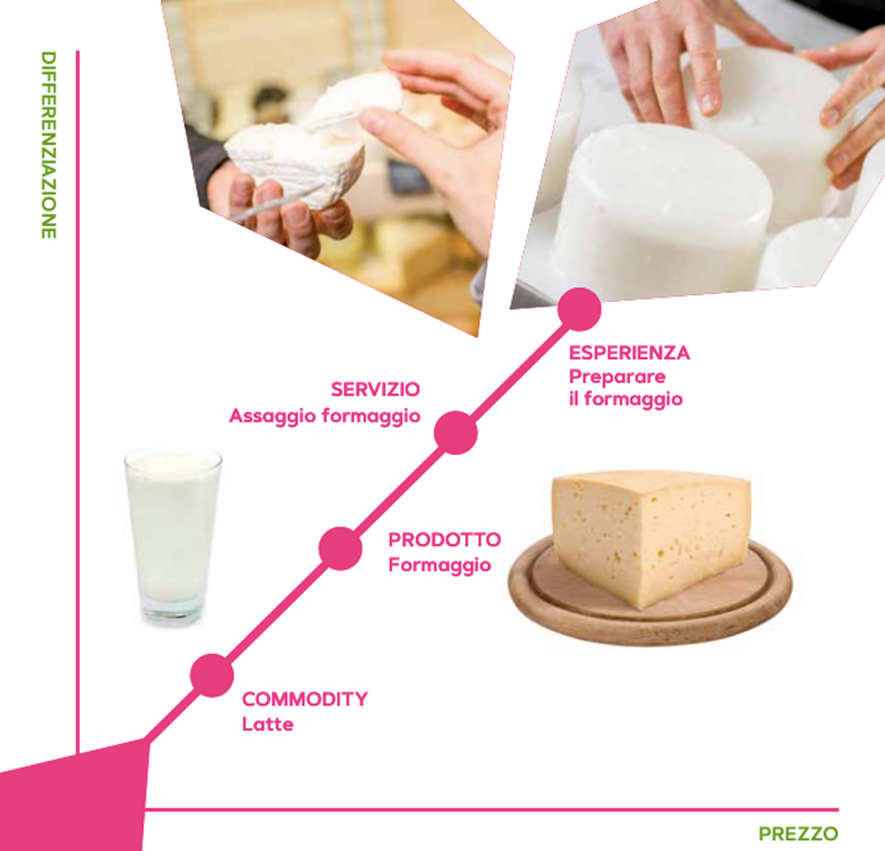 DIFFERENZIAZIONE
ESPERIENZA
Preparare
il formaggio
SERVIZIO
Assaggio formaggio
PRODOTTO
Formaggio
COMMODITY
Latte
PREZZO